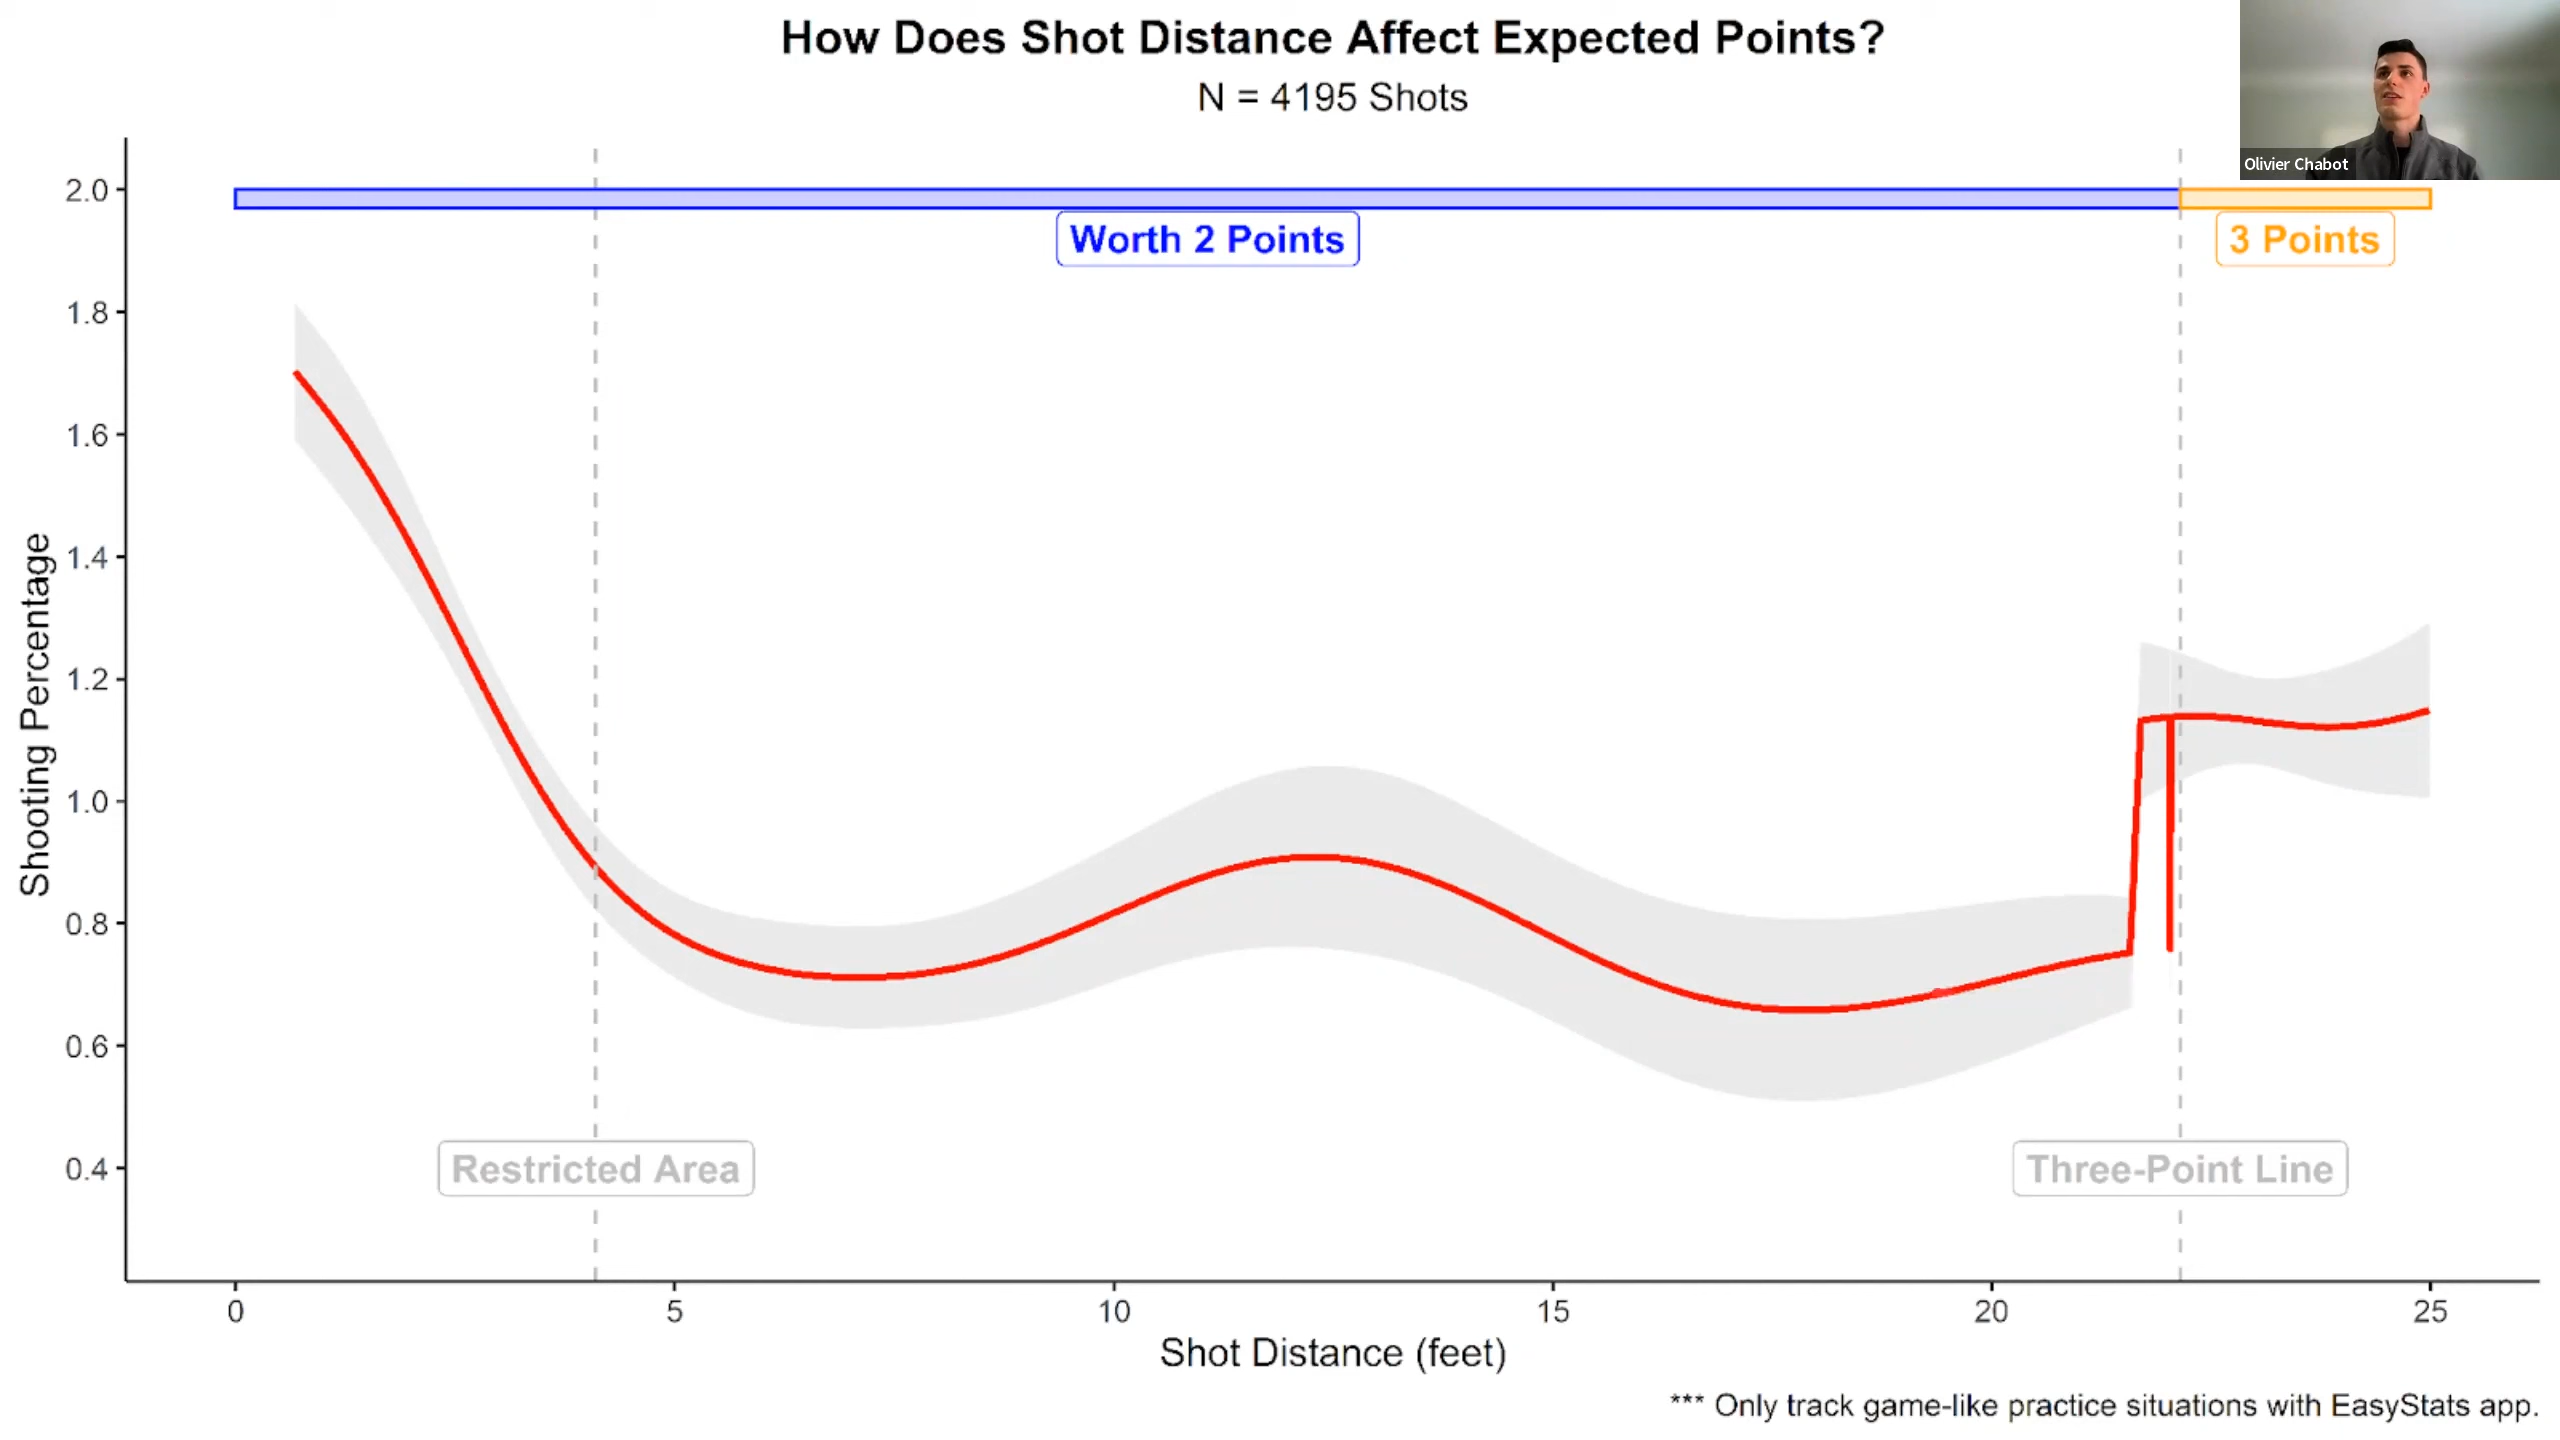 How Does Shot Distance Affect Expected Points?
N = 4195 Shots
Olivier Chabot
2.0
Worth 2 Points
3 Points
1.8
1.6
1.4
1.2
1.0
0.8
0.6
0.4
Shooting Percentage
Restricted Area
Three-Point Line
0
5
10
15
20
25
Shot Distance (feet)
*** Only track game-like practice situations with EasyStats app.